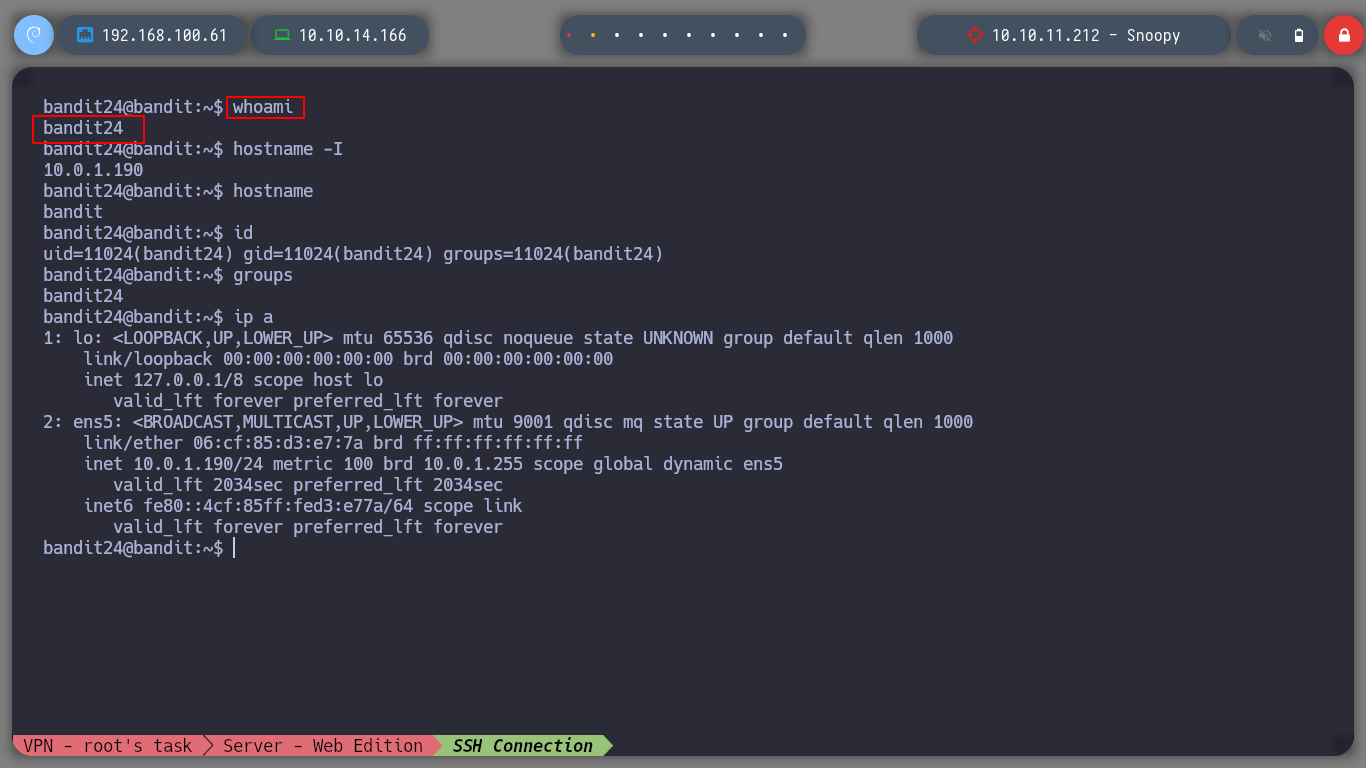 192.168.100.61 10.10.14.166 10.10.11.212 - Snoopy
bandit24@bandit:~$ whoami
bandit24
bandit24@bandit:~$ hostname -I
10.0.1.190
bandit24@bandit:~$ hostname
bandit
bandit24@bandit:~$ id
uid=11024(bandit24) gid=11024(bandit24) groups=11024(bandit24)
bandit24@bandit:~$ groups
bandit24
bandit24@bandit:~$ ip a
1: lo: <LOOPBACK,UP,LOWER_UP> mtu 65536 qdisc noqueue state UNKNOWN group default qlen 1000
    link/loopback 00:00:00:00:00:00 brd 00:00:00:00:00:00
    inet 127.0.0.1/8 scope host lo
       valid_lft forever preferred_lft forever
2: ens5: <BROADCAST,MULTICAST,UP,LOWER_UP> mtu 9001 qdisc mq state UP group default qlen 1000
    link/ether 06:cf:85:d3:e7:7a brd ff:ff:ff:ff:ff:ff
    inet 10.0.1.190/24 metric 100 brd 10.0.1.255 scope global dynamic ens5
       valid_lft 2034sec preferred_lft 2034sec
    inet6 fe80::4cf:85ff:fed3:e77a/64 scope link
       valid_lft forever preferred_lft forever
bandit24@bandit:~$
VPN - root's task Server - Web Edition SSH Connection